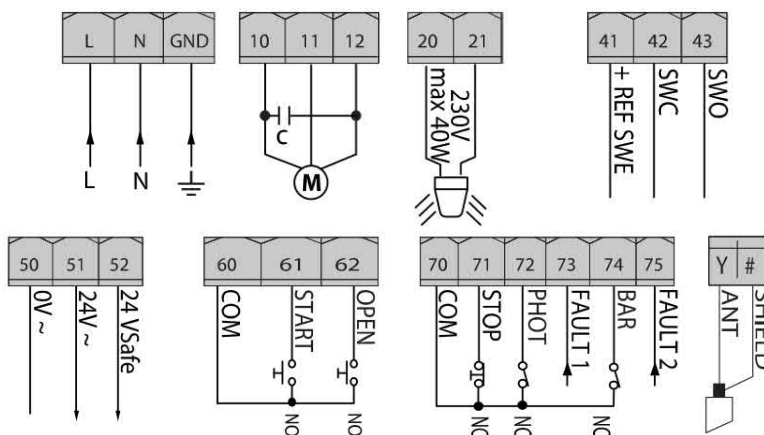 L N GND
L N
10 11 12
C
M
20 21
230V
max 40W
41 42 43
+ REF SWE
SWC
SWO
50 51 52
0V ~
24V ~
24 VSafe
60 61 62
COM
START
OPEN
NO
NO
70 71 72 73 74 75
COM
STOP
PHOT
FAULT 1
BAR
FAULT 2
NC
NC
NC
Y #
ANT
SHIELD